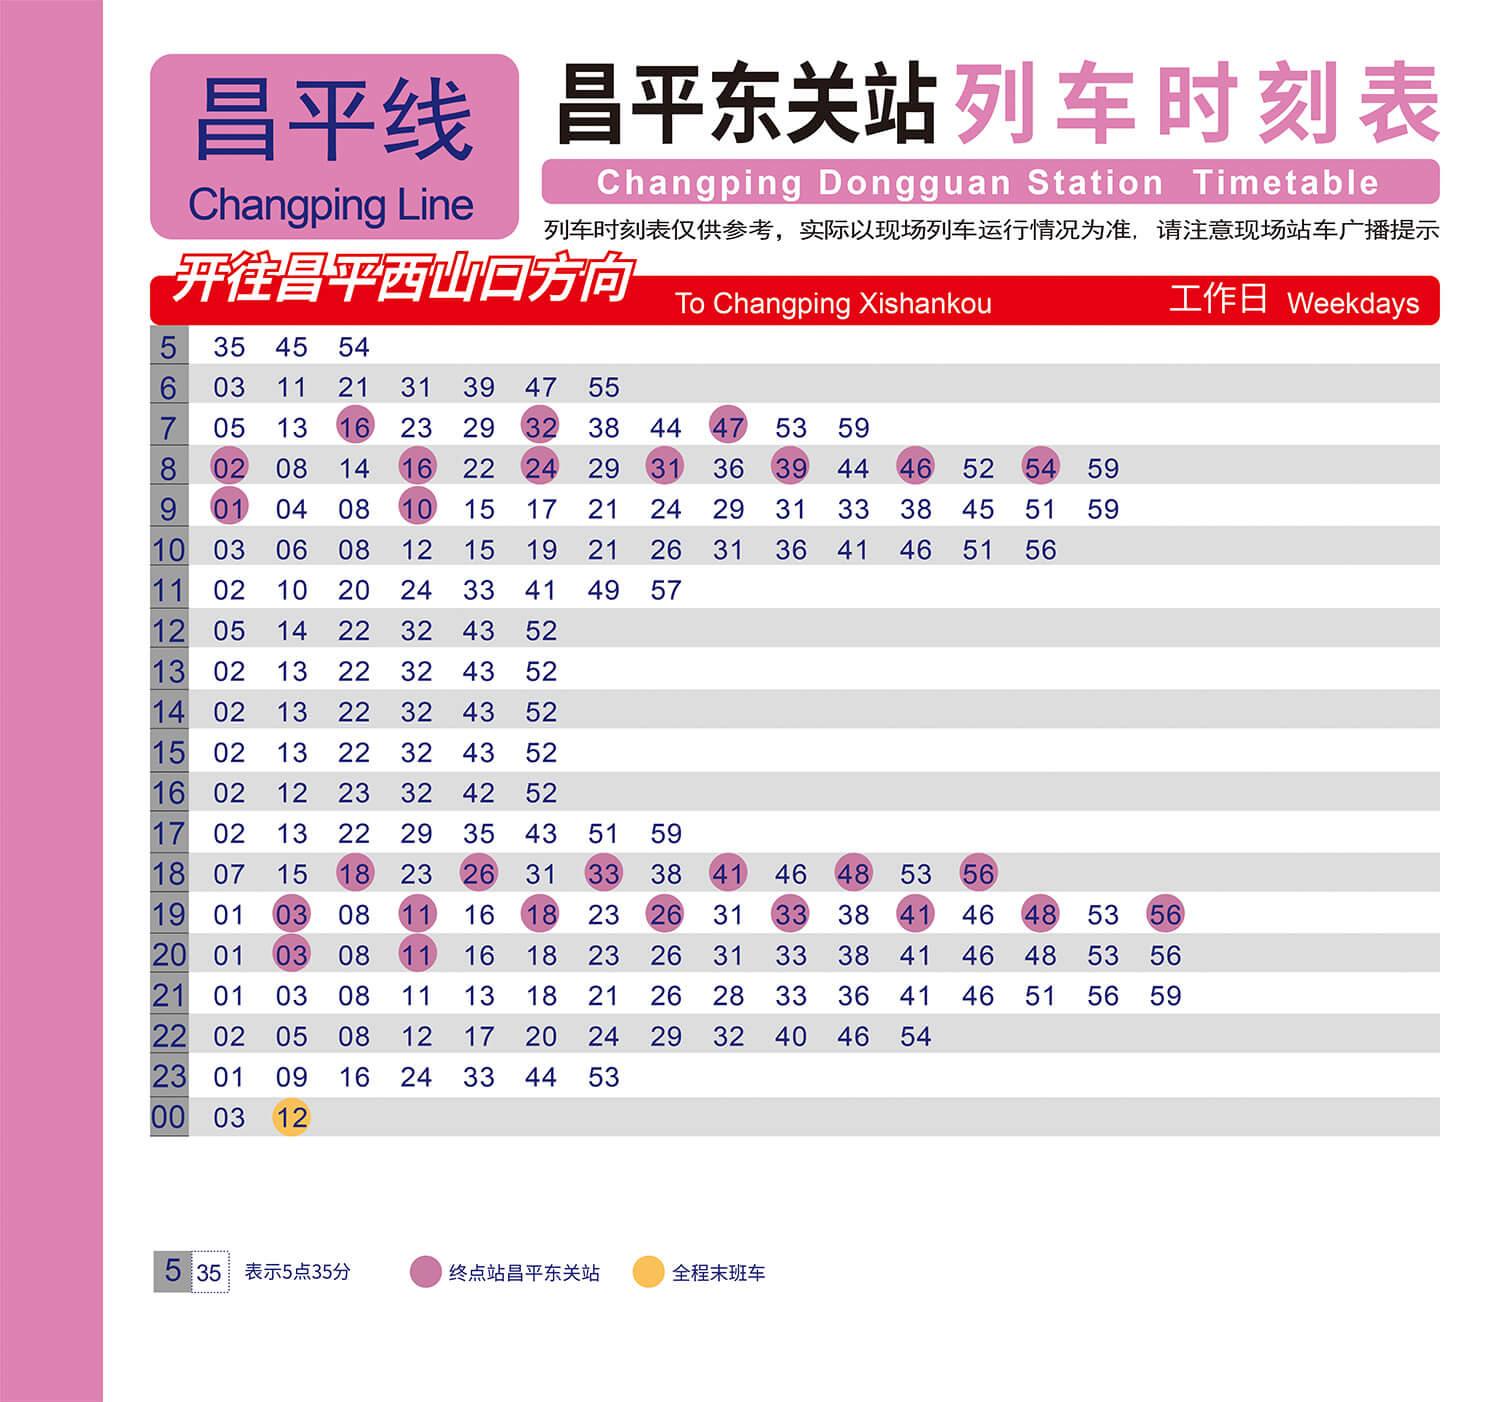 昌平线
Changping Line
昌平东关站列车时刻表
Changping Dongguan Station Timetable
列车时刻表仅供参考，实际以现场列车运行情况为准，请注意现场站车广播提示
开往昌平西山口方向 To Changping Xishankou 工作日 Weekdays
5 35 45 54
6 03 11 21 31 39 47 55
7 05 13 16 23 29 32 38 44 47 53 59
8 02 08 14 16 22 24 29 31 36 39 44 46 52 54 59
9 01 04 08 10 15 17 21 24 29 31 33 38 45 51 59
10 03 06 08 12 15 19 21 26 31 36 41 46 51 56
11 02 10 20 24 33 41 49 57
12 05 14 22 32 43 52
13 02 13 22 32 43 52
14 02 13 22 32 43 52
15 02 13 22 32 43 52
16 02 12 23 32 42 52
17 02 13 22 29 35 43 51 59
18 07 15 18 23 26 31 33 38 41 46 48 53 56
19 01 03 08 11 16 18 23 26 31 33 38 41 46 48 53 56
20 01 03 08 11 16 18 23 26 31 33 38 41 46 48 53 56
21 01 03 08 11 13 18 21 26 28 33 36 41 46 51 56 59
22 02 05 08 12 17 20 24 29 32 40 46 54
23 01 09 16 24 33 44 53
00 03 12
5 35 表示5点35分 终点站昌平东关站 全程末班车